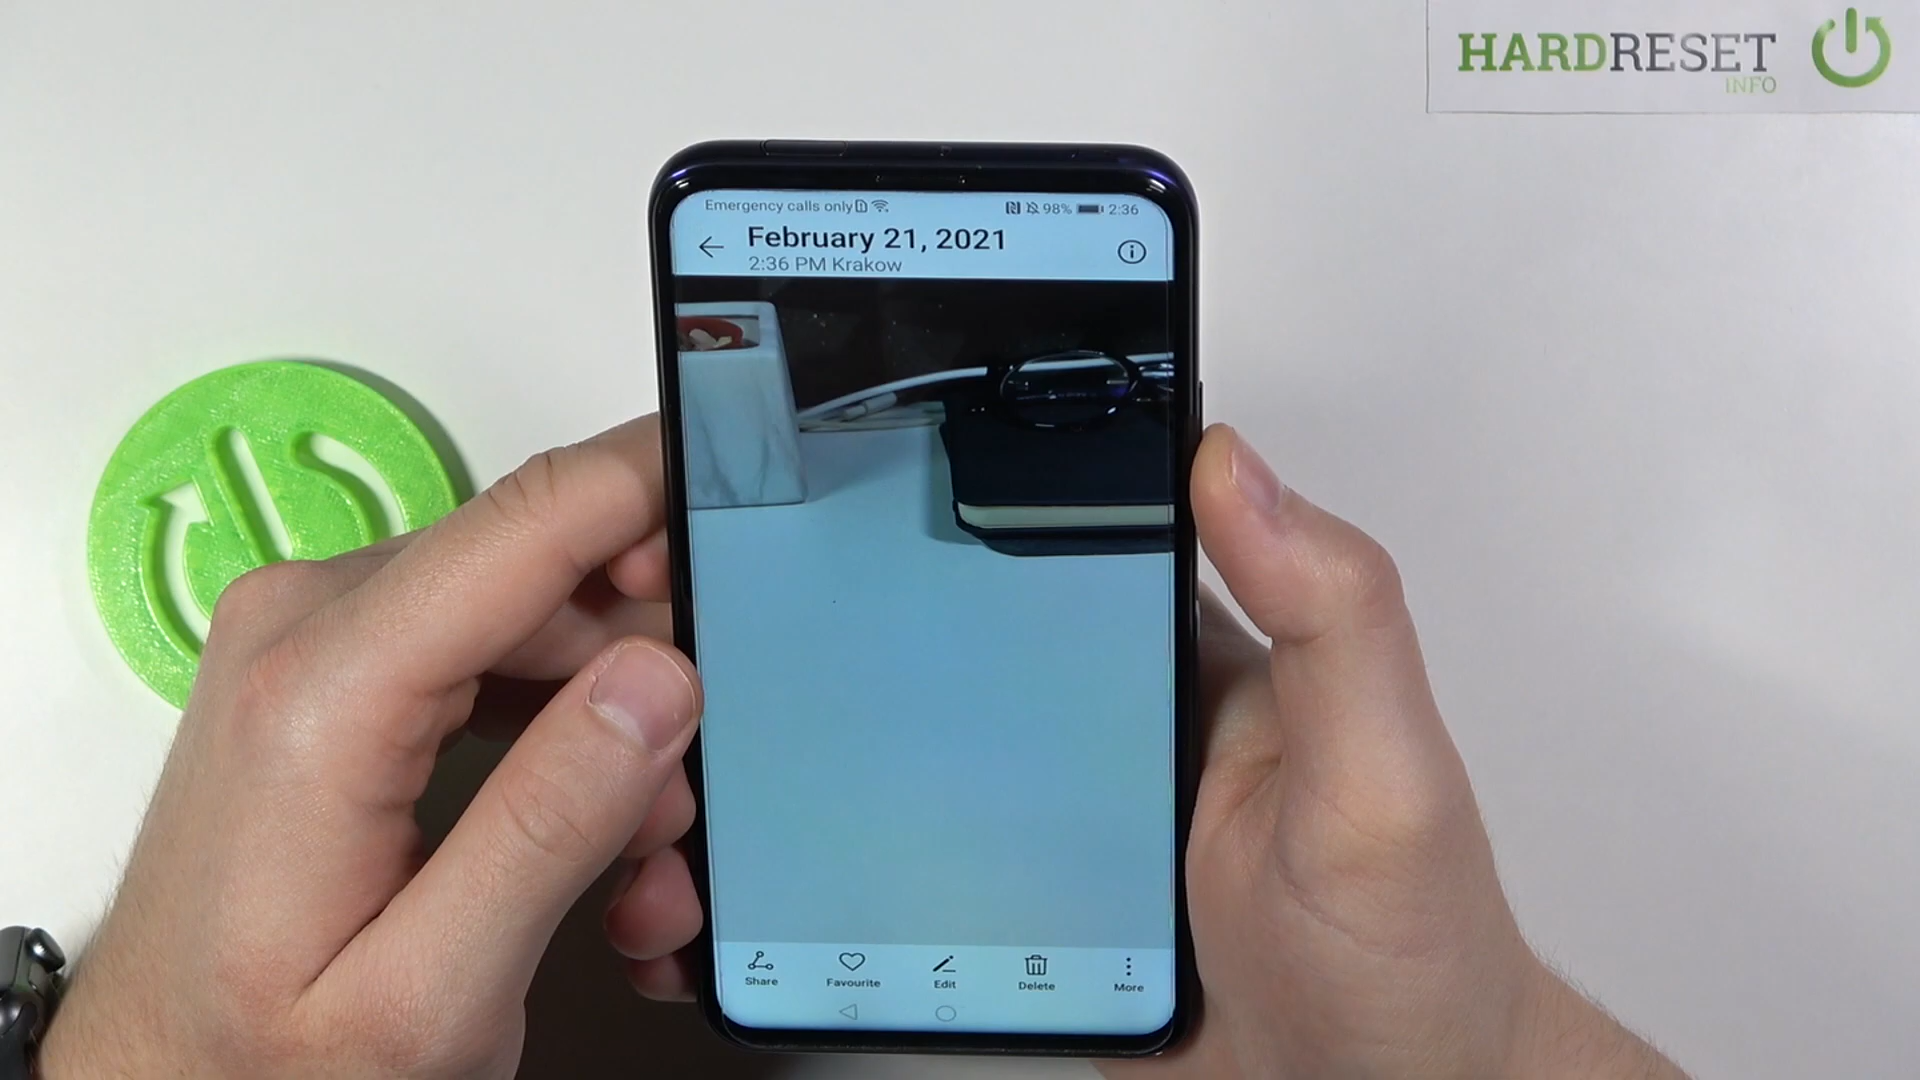 HARDRESET
INFO
Emergency calls only 98% 2:36
February 21, 2021
2:36 PM Krakow
Share Favourite Edit Delete More